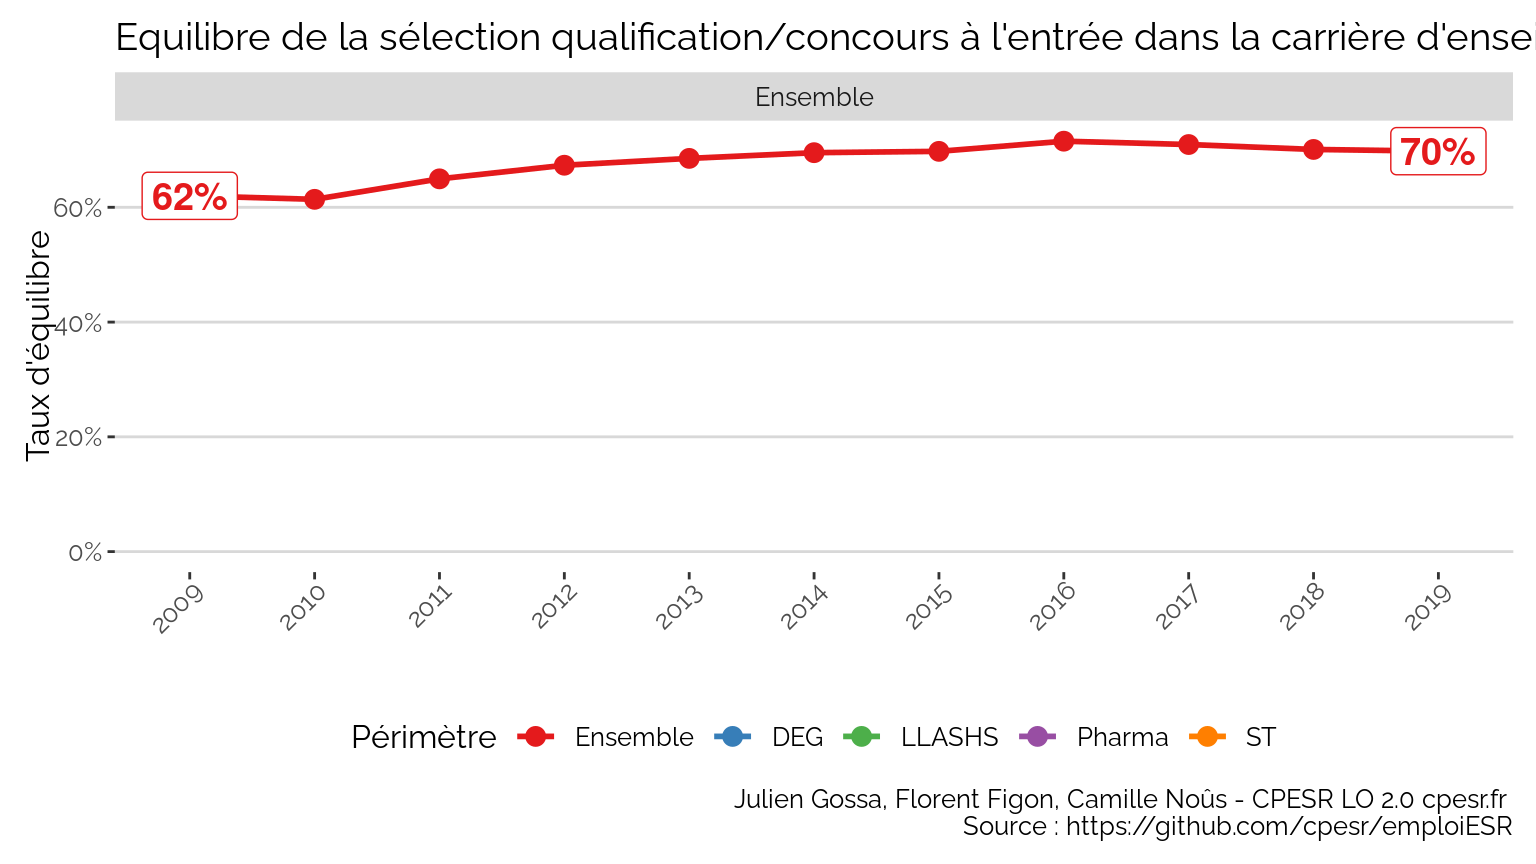 Equilibre de la sélection qualification/concours à l'entrée dans la carrière
Ensemble
Taux d'équilibre
60%
40%
20%
0%
62%
70%
2009 2010 2011 2012 2013 2014 2015 2016 2017 2018 2019
Périmètre Ensemble DEG LLASHS Pharma ST
Julien Gossa, Florent Figon, Camille Noûs - CPESR LO 2.0 cpesr.fr
Source : https://github.com/cpesr/emploiESR